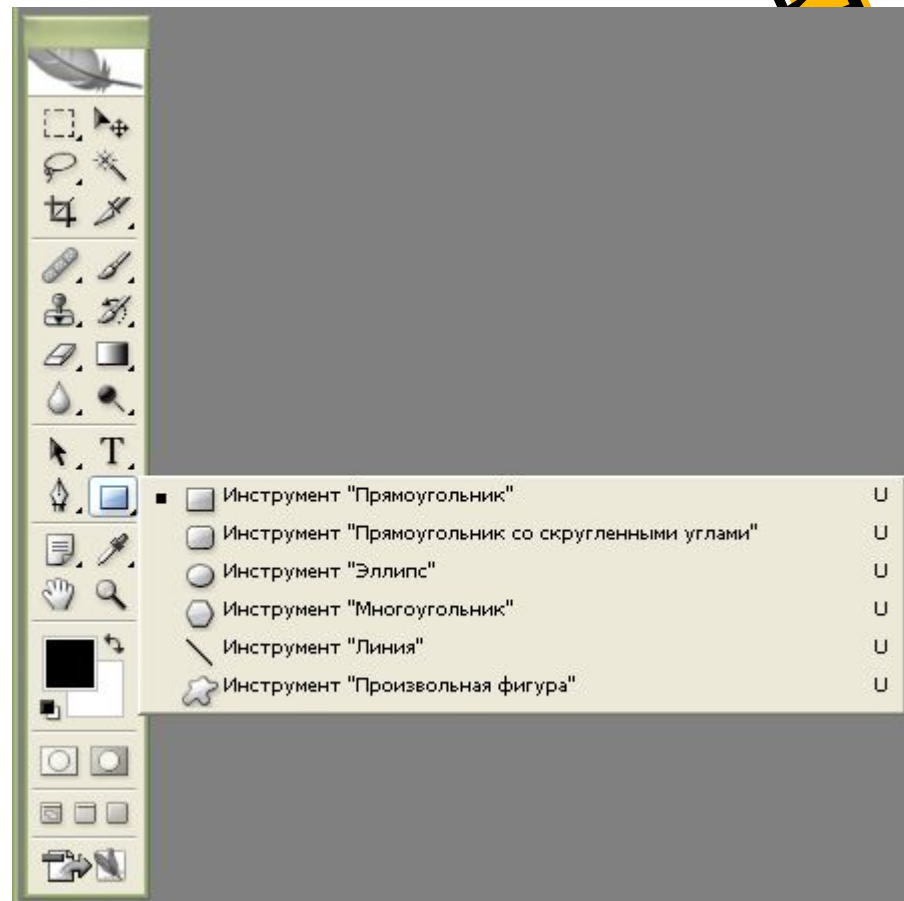 T
Инструмент "Прямоугольник" U
Инструмент "Прямоугольник со скругленными углами" U
Инструмент "Эллипс" U
Инструмент "Многоугольник" U
Инструмент "Линия" U
Инструмент "Произвольная фигура" U